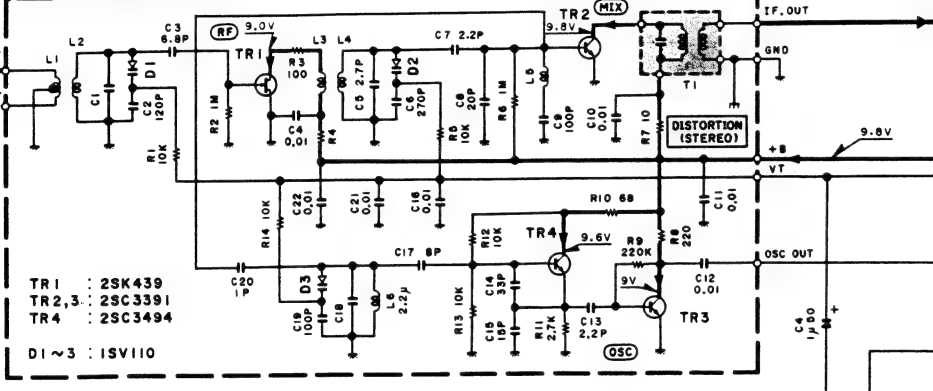 TR2
MIX
9.8V
IF. OUT
GND
T1
RF
9.0V
TR1
C3
6.8P
L1
L2
D1
C1
C2
120P
R1
10K
R2 1M
R3
100
C4
0.01
L3
R4
L4
C5 2.7P
D2
C6
270P
R5
10K
C7 2.2P
C8
20P
R6 1M
L5
C9
100P
C10
0.01
R7 10
DISTORTION
(STEREO)
+B
9.8V
VT
R14 10K
C22
0.01
C21
0.01
C16
0.01
C11
0.01
R10 68
TR4
9.6V
R12
10K
R9
220K
R8
220
OSC OUT
C17 8P
C20
1P
D3
C19
100P
C18
L6
2.2μ
R13 10K
C14
33P
C15
15P
R11
2.7K
C13
2.2P
9V
TR3
C12
0.01
OSC
C4
1μ50
+
TR1 : 2SK439
TR2,3 : 2SC3391
TR4 : 2SC3494
D1~3 : 1SV110